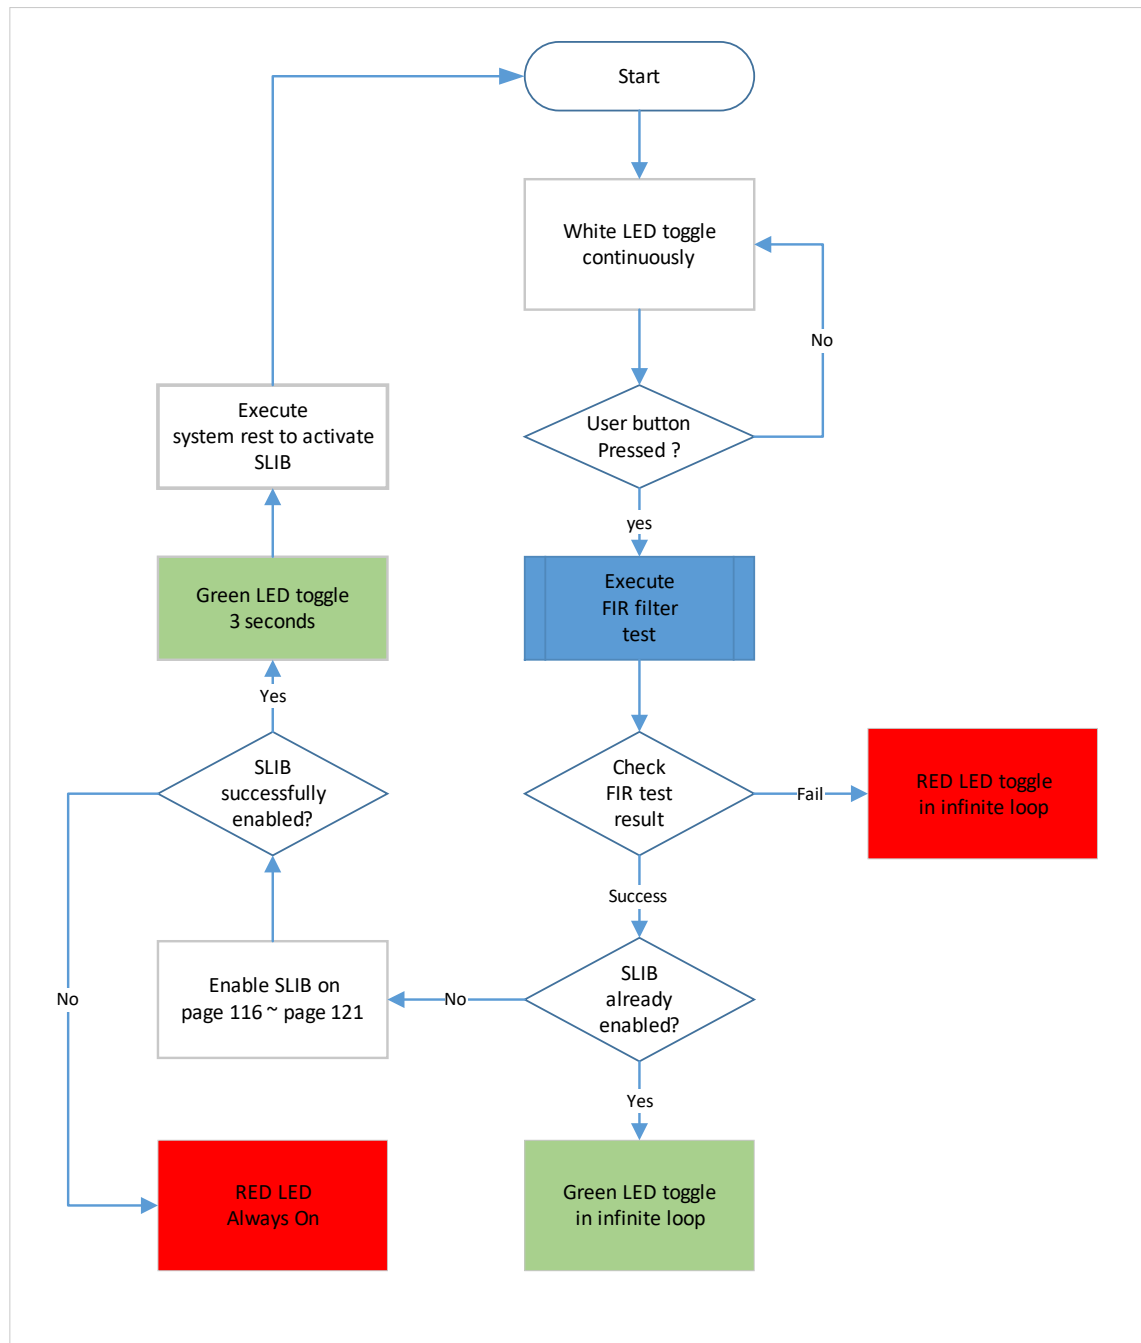 Start
White LED toggle
continuously
No
User button
Pressed ?
yes
Execute
system rest to activate
SLIB
Execute
FIR filter
test
Green LED toggle
3 seconds
Yes
SLIB
successfully
enabled?
Check
FIR test
result
Fail
RED LED toggle
in infinite loop
Success
Enable SLIB on
page 116 ~ page 121
No
SLIB
already
enabled?
No
Yes
RED LED
Always On
Green LED toggle
in infinite loop